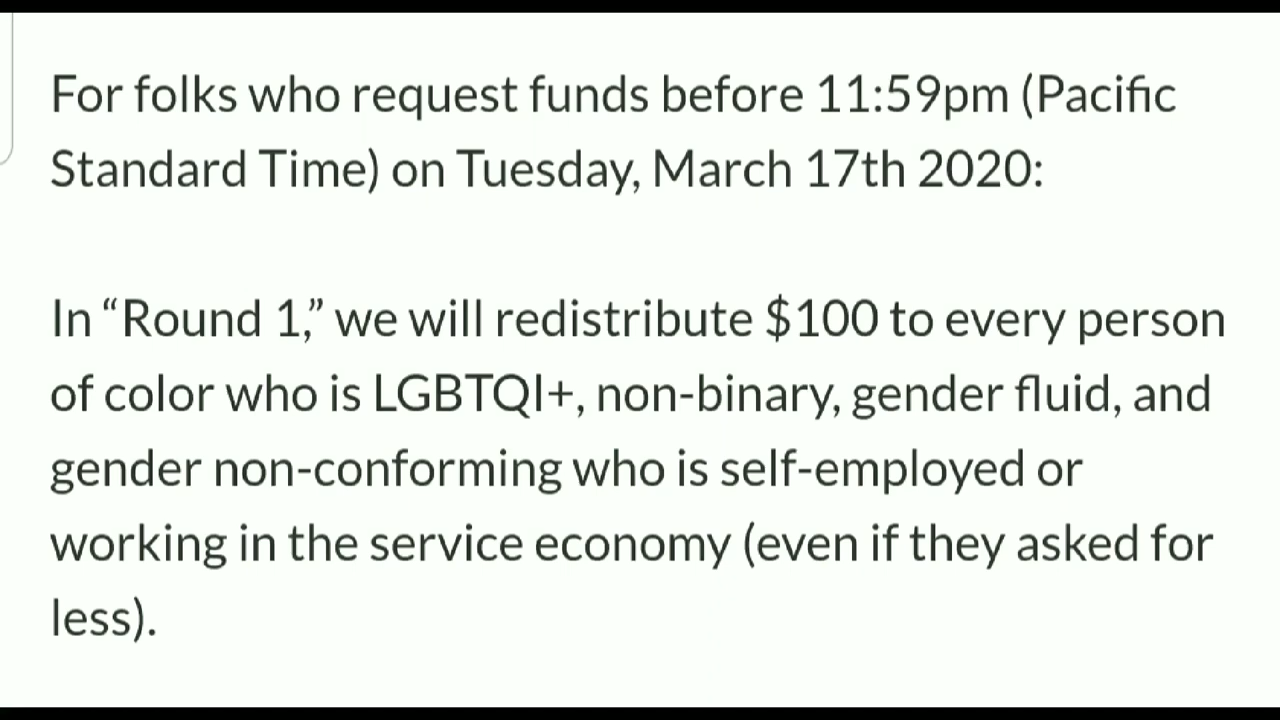 For folks who request funds before 11:59pm (Pacific
Standard Time) on Tuesday, March 17th 2020:
In “Round 1,” we will redistribute $100 to every person
of color who is LGBTQI+, non-binary, gender fluid, and
gender non-conforming who is self-employed or
working in the service economy (even if they asked for
less).